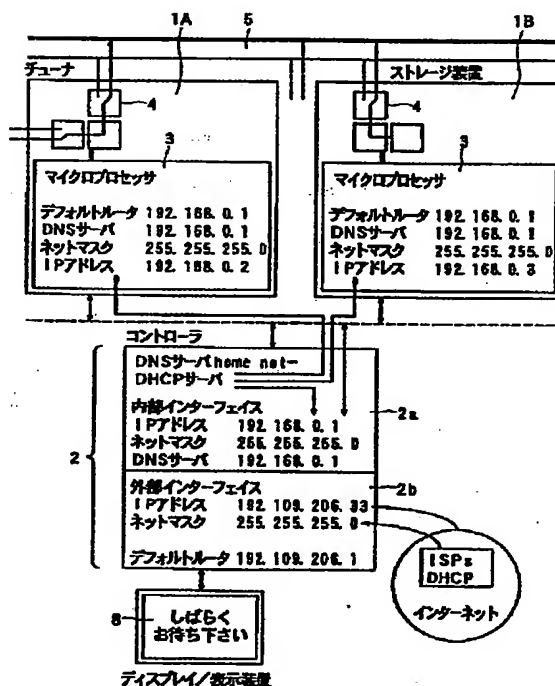 1A
5
1B
チューナ
ストレージ装置
4
4
3
3
マイクロプロセッサ
デフォルトルータ 192. 168. 0. 1
DNSサーバ 192. 168. 0. 1
ネットマスク 255. 255. 255. 0
IPアドレス 192. 168. 0. 2
マイクロプロセッサ
デフォルトルータ 192. 168. 0. 1
DNSサーバ 192. 168. 0. 1
ネットマスク 255. 255. 255. 0
IPアドレス 192. 168. 0. 3
コントローラ
DNSサーバhome net-
DHCPサーバ
内部インターフェイス
IPアドレス 192. 168. 0. 1
ネットマスク 255. 255. 255. 0
DNSサーバ 192. 168. 0. 1
2a
2
外部インターフェイス
2b
IPアドレス 192. 109. 206. 33
ネットマスク 255. 255. 255. 0
デフォルトルータ 192. 109. 206. 1
ISPs
DHCP
インターネット
8
しばらく
お待ち下さい
ディスプレイ/表示装置